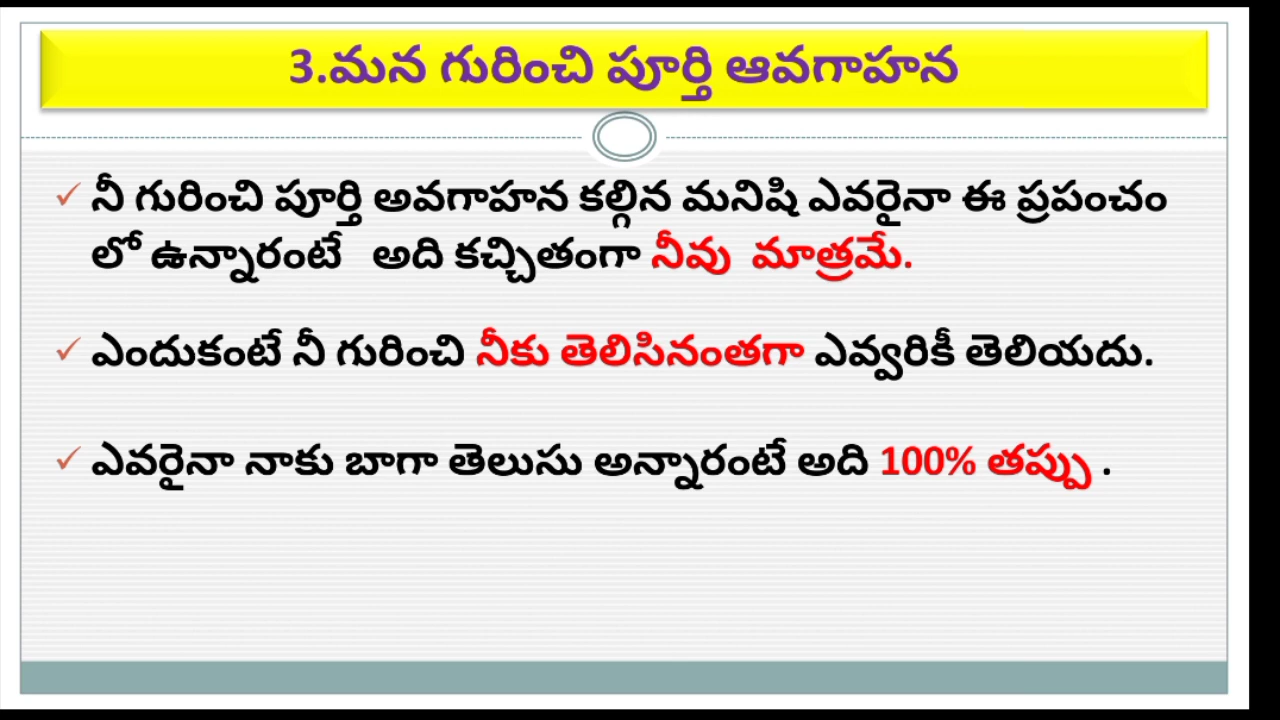 3.మన గురించి పూర్తి ఆవగాహన
నీ గురించి పూర్తి అవగాహన కల్గిన మనిషి ఎవరైనా ఈ ప్రపంచం
లో ఉన్నారంటే అది కచ్చితంగా నీవు మాత్రమే.
ఎందుకంటే నీ గురించి నీకు తెలిసినంతగా ఎవ్వరికీ తెలియదు.
ఎవరైనా నాకు బాగా తెలుసు అన్నారంటే అది 100% తప్పు .